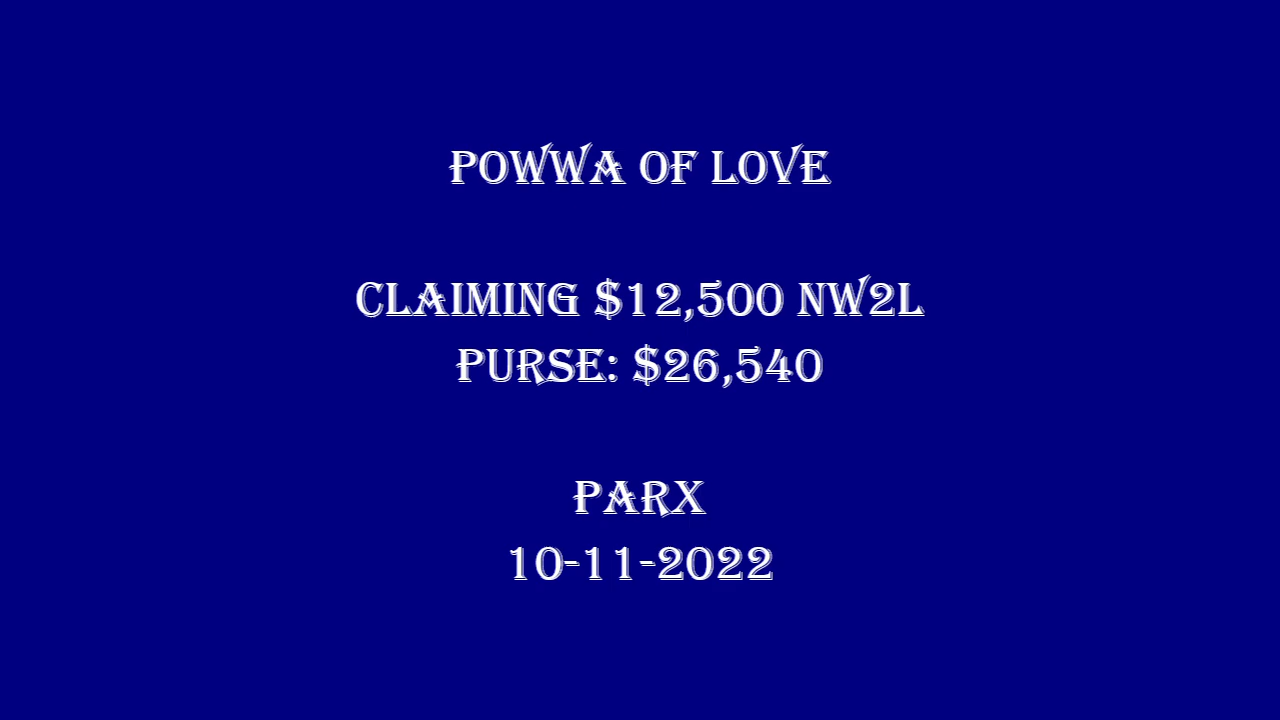 POWWA OF LOVE
CLAIMING $12,500 NW2L
PURSE: $26,540
PARX
10-11-2022